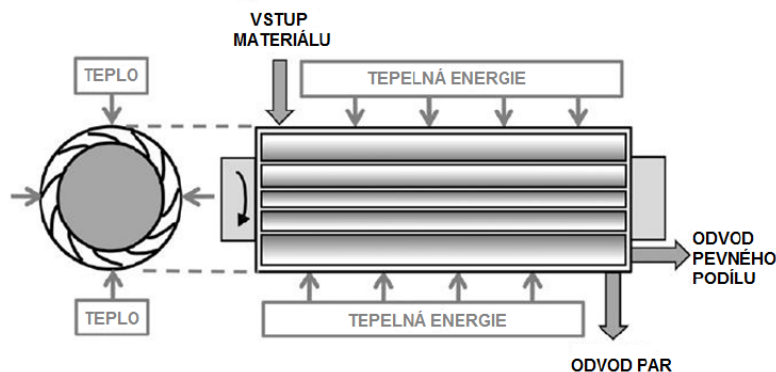 VSTUP
MATERIÁLU
TEPLO
TEPELNÁ ENERGIE
ODVOD
PEVNÉHO
PODÍLU
TEPLO
TEPELNÁ ENERGIE
ODVOD PAR